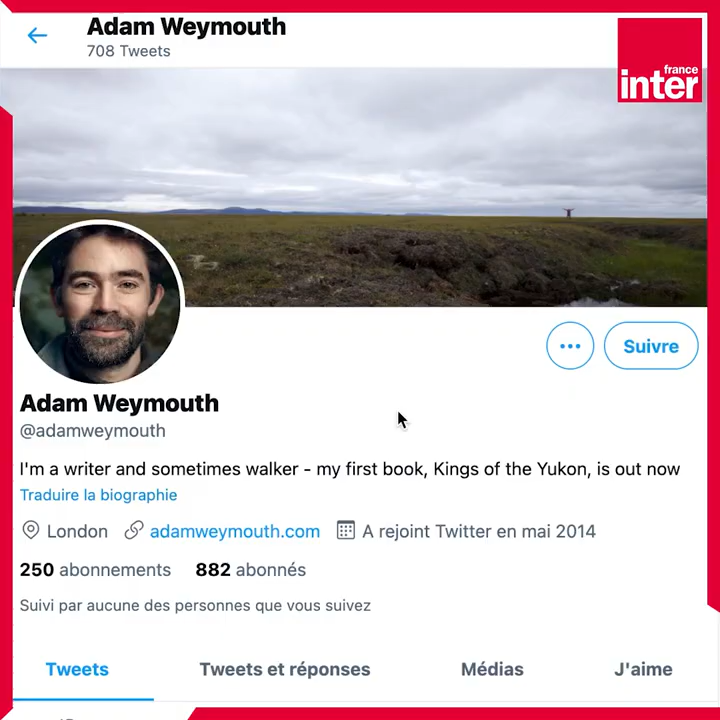 Adam Weymouth
708 Tweets
france
inter
Suivre
Adam Weymouth
@adamweymouth
I'm a writer and sometimes walker - my first book, Kings of the Yukon, is out now
Traduire la biographie
London adamweymouth.com A rejoint Twitter en mai 2014
250 abonnements 882 abonnés
Suivi par aucune des personnes que vous suivez
Tweets Tweets et réponses Médias J'aime